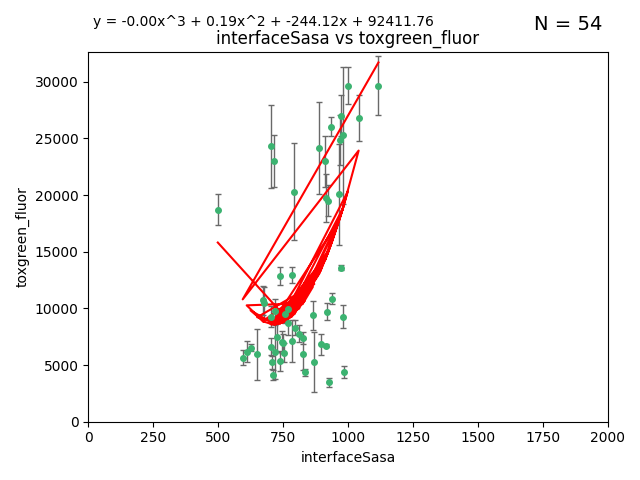 y = -0.00x^3 + 0.19x^2 + -244.12x + 92411.76
N = 54
interfaceSasa vs toxgreen_fluor
30000
25000
20000
15000
10000
5000
0
toxgreen_fluor
0 250 500 750 1000 1250 1500 1750 2000
interfaceSasa